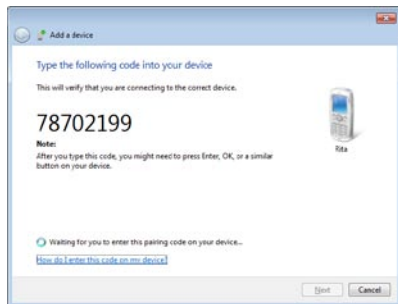 Add a device
Type the following code into your device
This will verify that you are connecting to the correct device.
78702199
Rita
Note:
After you type this code, you might need to press Enter, OK, or a similar
button on your device.
Waiting for you to enter this pairing code on your device...
How do I enter this code on my device?
Next Cancel